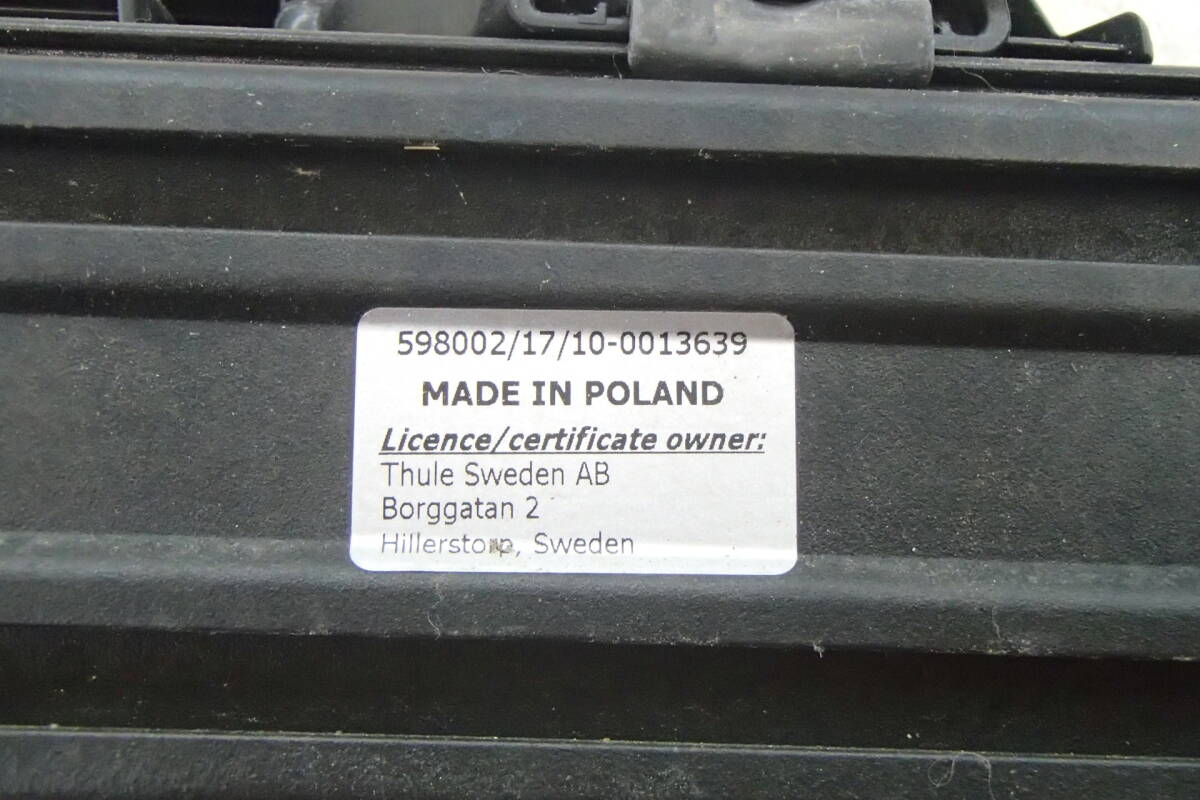 598002/17/10-0013639
MADE IN POLAND
Licence/certificate owner:
Thule Sweden AB
Borggatan 2
Hillerstorp, Sweden